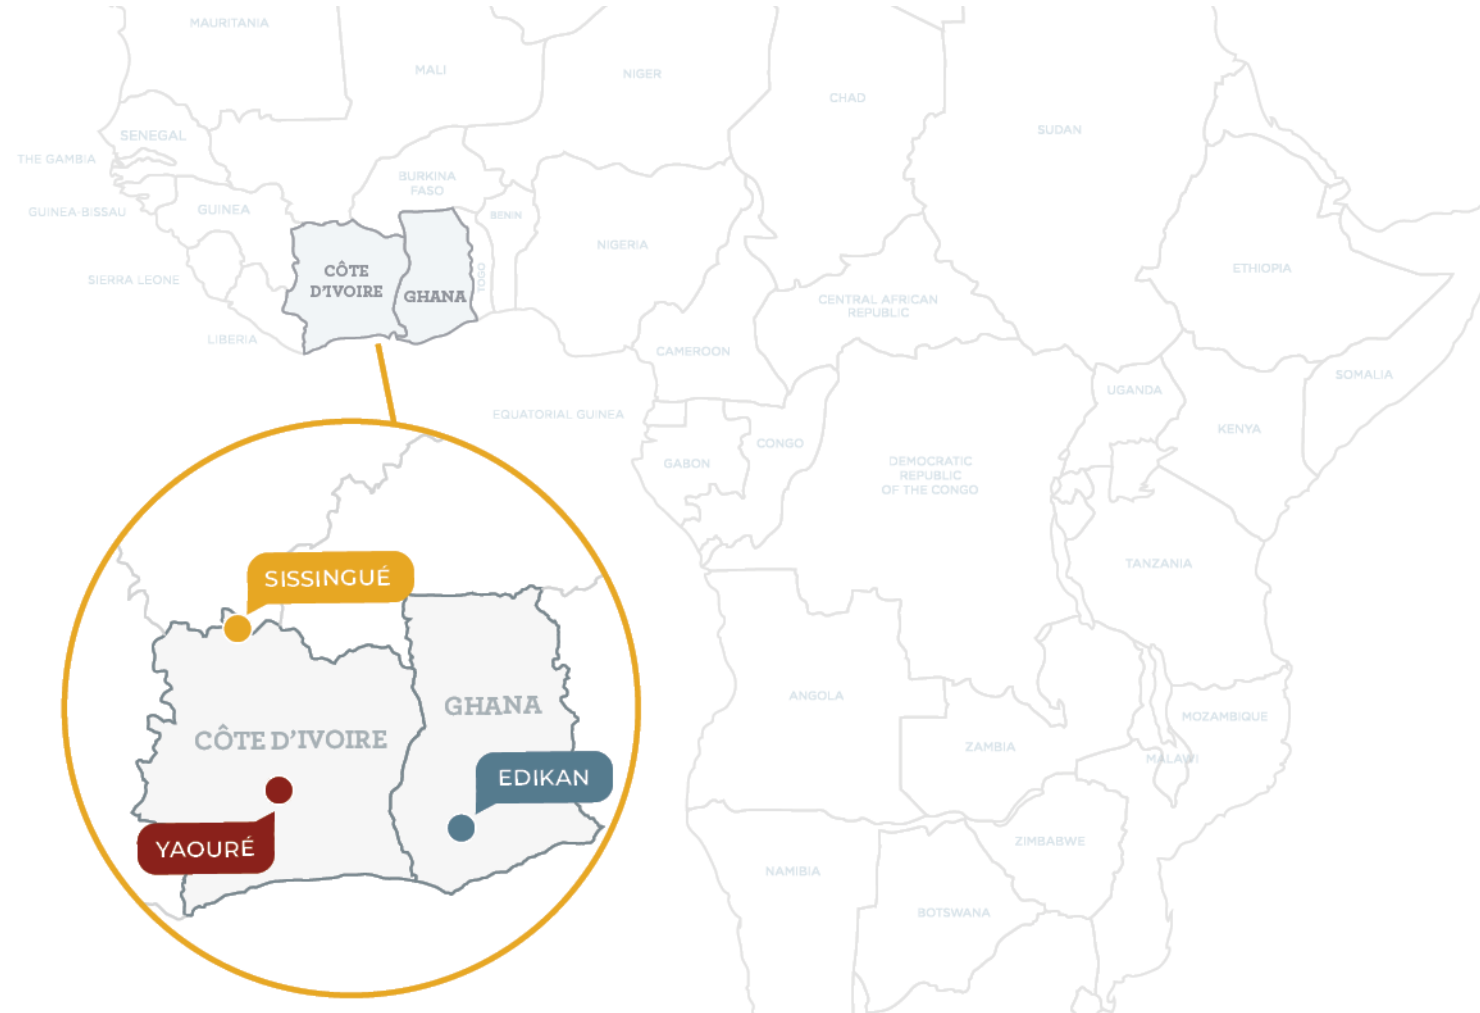 MAURITANIA
MALI
NIGER
CHAD
SUDAN
SENEGAL
THE GAMBIA
BURKINA
FASO
GUINEA-BISSAU
GUINEA
BENIN
NIGERIA
ETHIOPIA
SIERRA LEONE
CÔTE
D'IVOIRE
GHANA
TOGO
CENTRAL AFRICAN
REPUBLIC
LIBERIA
CAMEROON
SOMALIA
UGANDA
EQUATORIAL GUINEA
KENYA
CONGO
GABON
DEMOCRATIC
REPUBLIC
OF THE CONGO
TANZANIA
SISSINGUÉ
ANGOLA
GHANA
MOZAMBIQUE
CÔTE D'IVOIRE
ZAMBIA
MALAWI
EDIKAN
YAOURÉ
ZIMBABWE
NAMIBIA
BOTSWANA